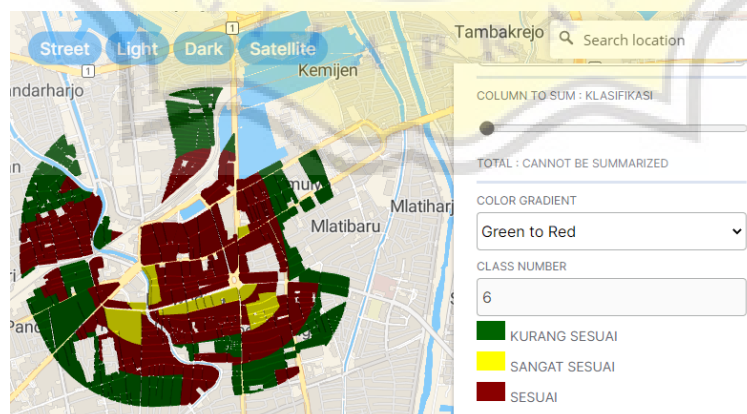 Street
Light
Dark
Satellite
Tambakrejo
Search location
1
1
Kemijen
COLUMN TO SUM : KLASIFIKASI
TOTAL : CANNOT BE SUMMARIZED
COLOR GRADIENT
Green to Red
CLASS NUMBER
6
KURANG SESUAI
SANGAT SESUAI
SESUAI
ndarharjo
Mlatiharj
Mlatibaru
Pand